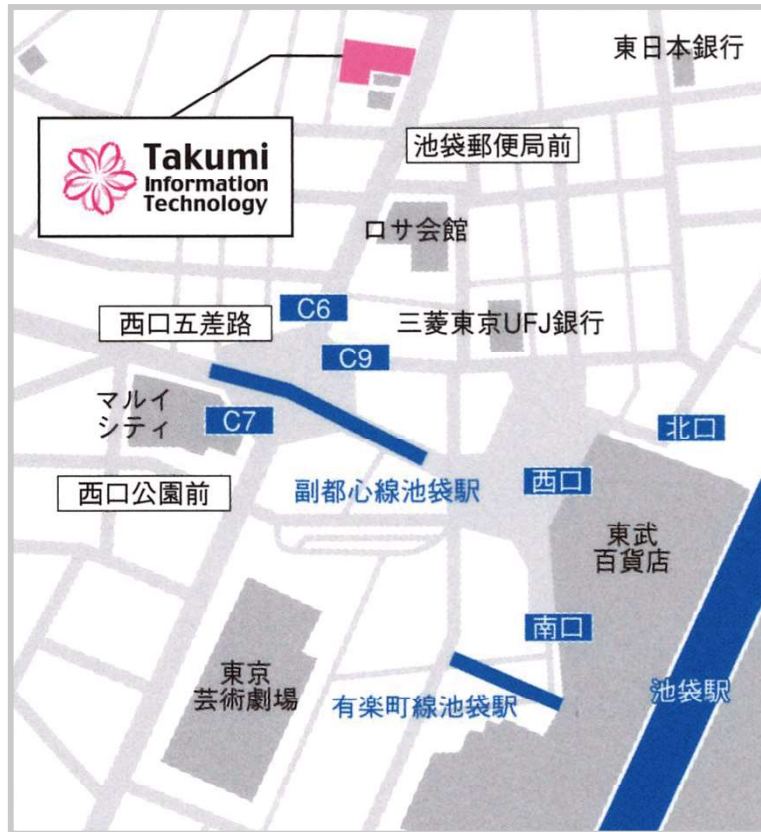 東日本銀行
Takumi
Information
Technology
池袋郵便局前
ロサ会館
C6
西口五差路
三菱東京UFJ銀行
C9
マルイ
シティ
C7
北口
西口公園前
副都心線池袋駅
西口
東武
百貨店
南口
東京
芸術劇場
有楽町線池袋駅
池袋駅